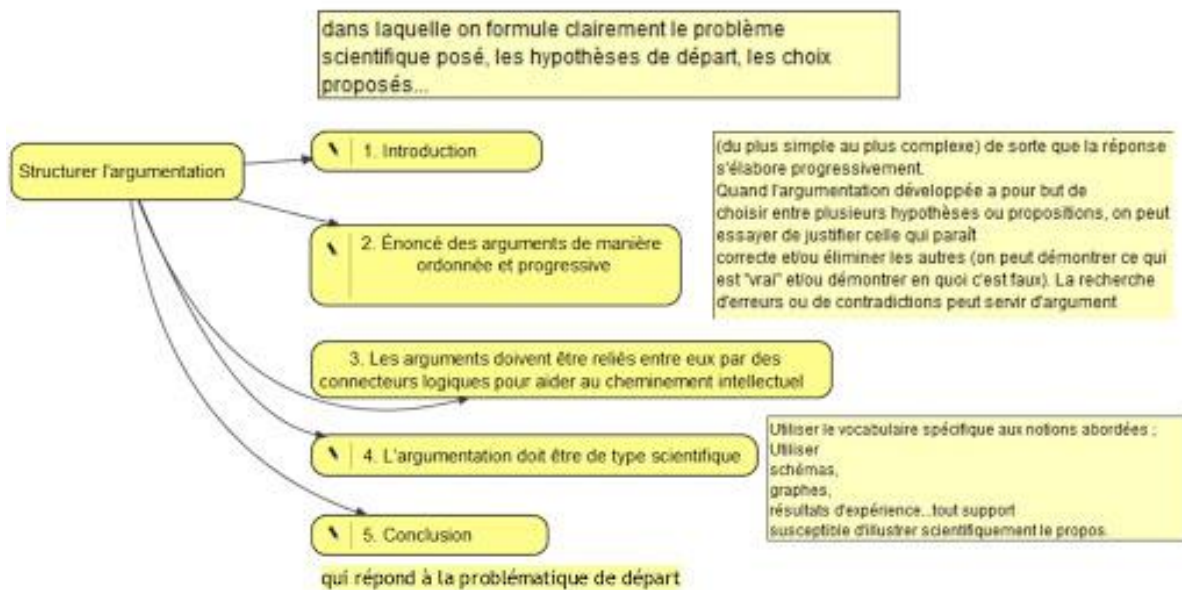 dans laquelle on formule clairement le problème
scientifique posé, les hypothèses de départ, les choix
proposés...
Structurer l'argumentation
1. Introduction
(du plus simple au plus complexe) de sorte que la réponse
s'élabore progressivement.
Quand l'argumentation développée a pour but de
choisir entre plusieurs hypothèses ou propositions, on peut
essayer de justifier celle qui paraît
correcte et/ou éliminer les autres (on peut démontrer ce qui
est "vrai" et/ou démontrer en quoi c'est faux). La recherche
d'erreurs ou de contradictions peut servir d'argument
2. Énoncé des arguments de manière
ordonnée et progressive
3. Les arguments doivent être reliés entre eux par des
connecteurs logiques pour aider au cheminement intellectuel
4. L'argumentation doit être de type scientifique
Utiliser le vocabulaire spécifique aux notions abordées ;
Utiliser
schémas,
graphes,
résultats d'expérience...tout support
susceptible d'illustrer scientifiquement le propos.
5. Conclusion
qui répond à la problématique de départ